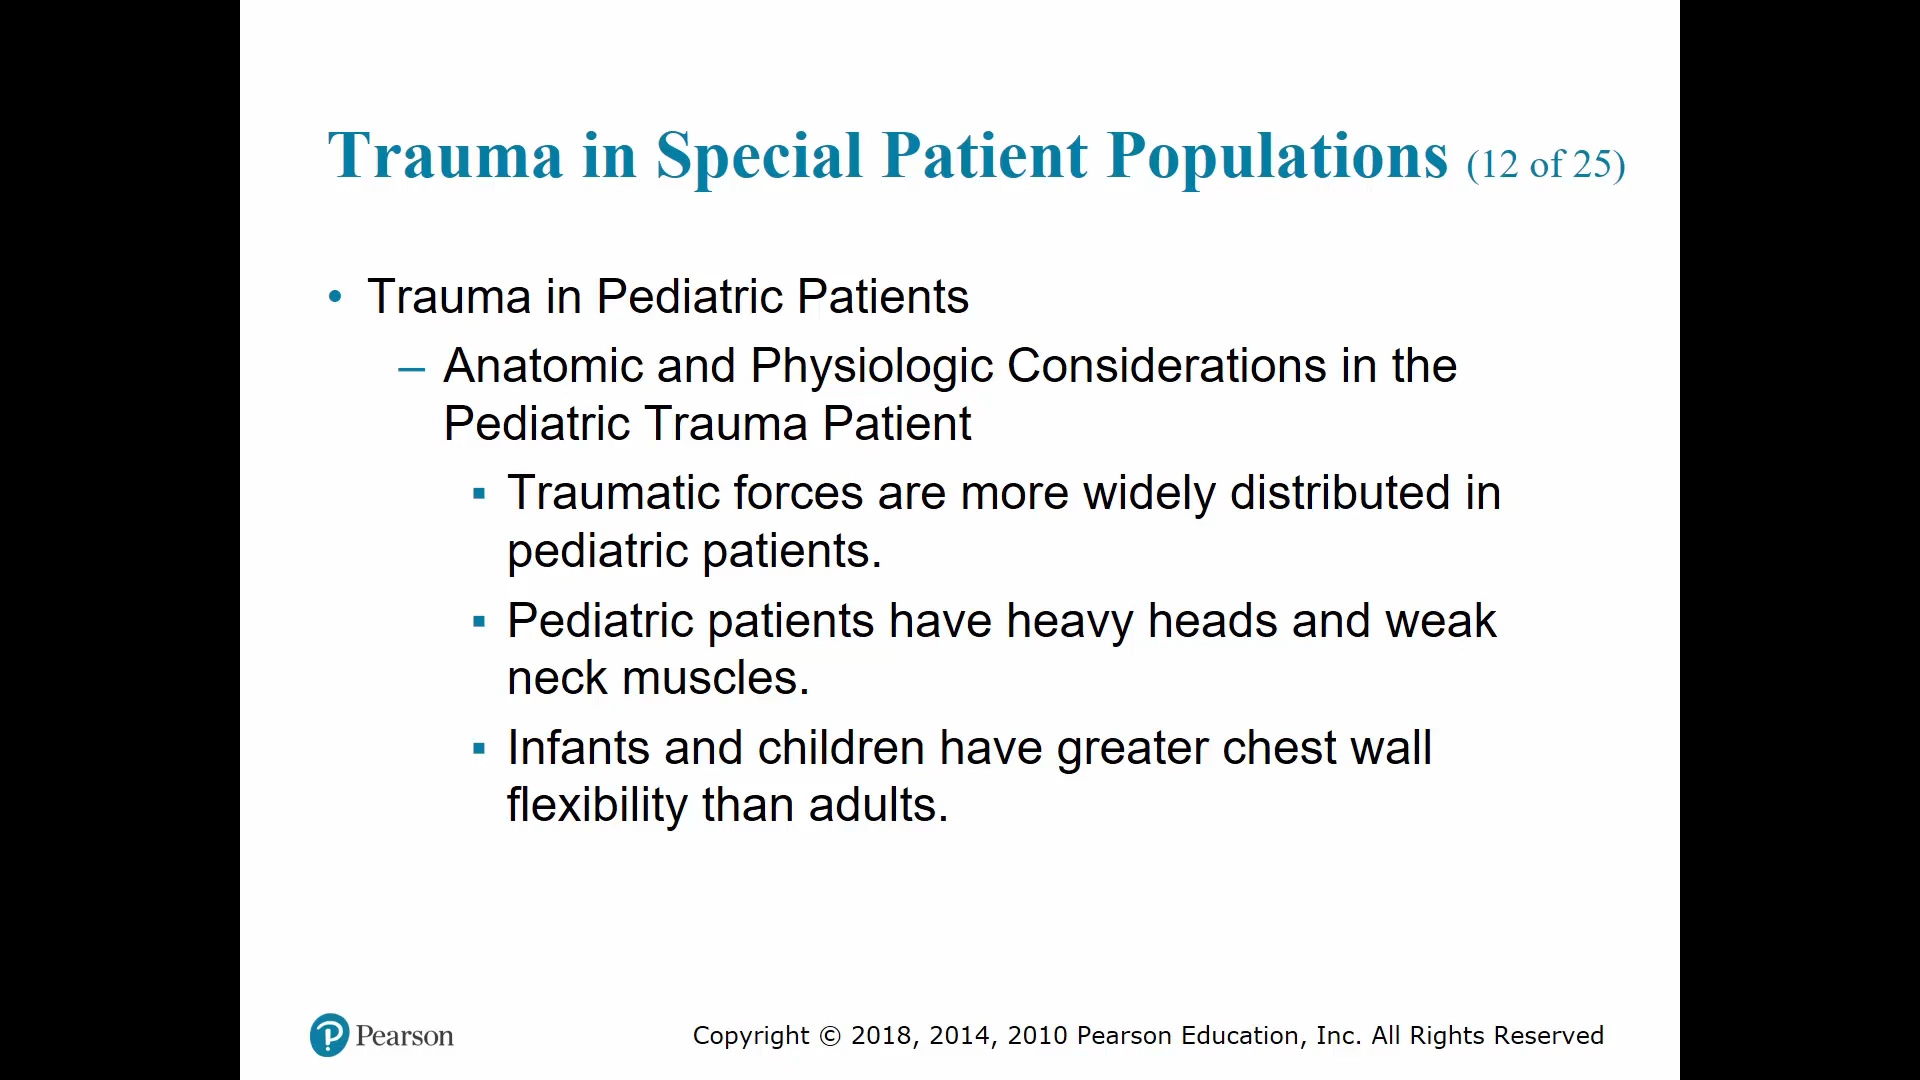 Trauma in Special Patient Populations (12 of 25)
• Trauma in Pediatric Patients
– Anatomic and Physiologic Considerations in the
Pediatric Trauma Patient
▪ Traumatic forces are more widely distributed in
pediatric patients.
▪ Pediatric patients have heavy heads and weak
neck muscles.
▪ Infants and children have greater chest wall
flexibility than adults.
Pearson
Copyright © 2018, 2014, 2010 Pearson Education, Inc. All Rights Reserved